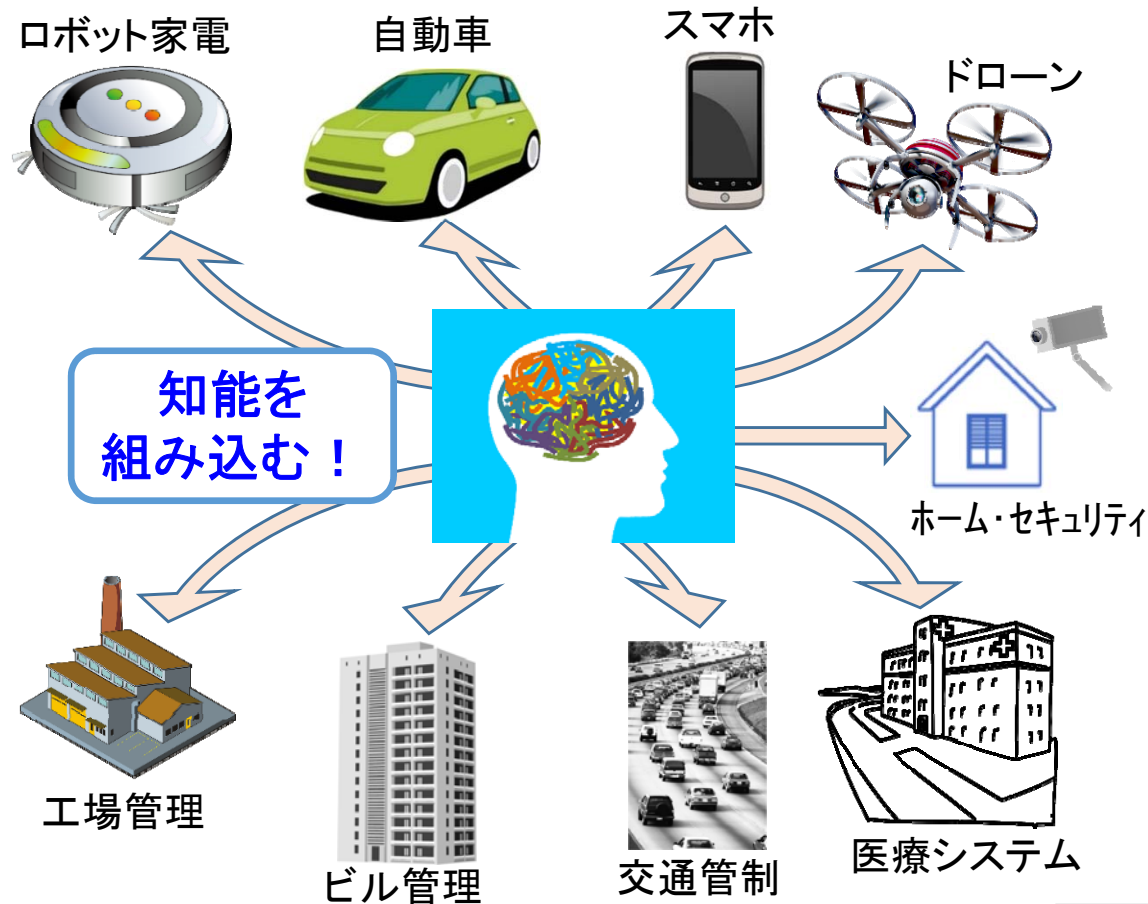 ロボット家電
自動車
スマホ
ドローン
知能を
組み込む！
ホーム・セキュリティ
工場管理
ビル管理
交通管制
医療システム